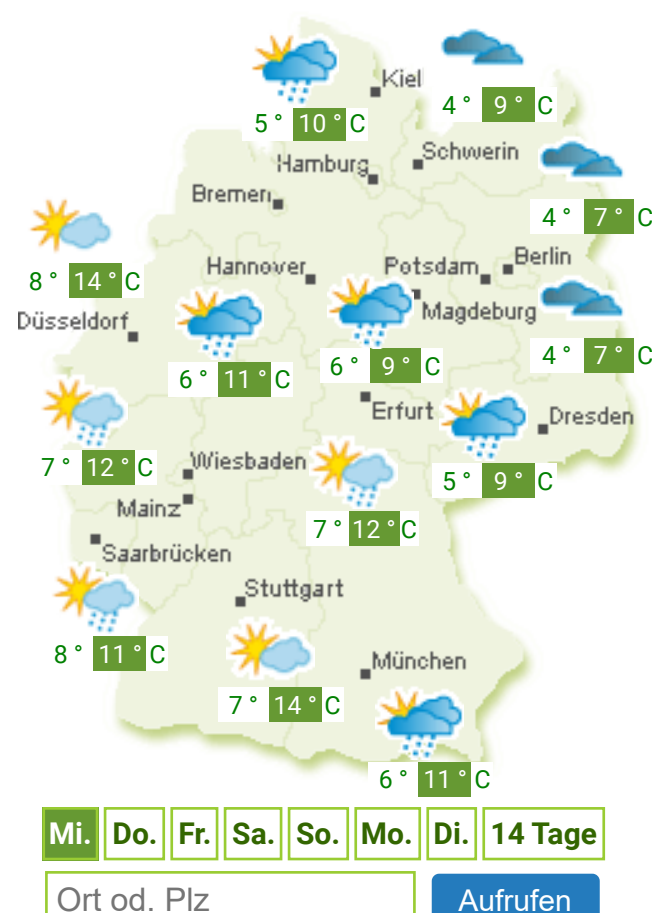 Kiel
4 ° 9 ° C
5 ° 10 ° C
Schwerin
Hamburg
Bremen
4 ° 7 ° C
Berlin
Hannover
Potsdam
8 ° 14 ° C
Magdeburg
Düsseldorf
4 ° 7 ° C
6 ° 9 ° C
6 ° 11 ° C
Erfurt
Dresden
Wiesbaden
7 ° 12 ° C
5 ° 9 ° C
Mainz
7 ° 12 ° C
Saarbrücken
Stuttgart
8 ° 11 ° C
München
7 ° 14 ° C
6 ° 11 ° C
Mi. Do. Fr. Sa. So. Mo. Di. 14 Tage
Ort od. Plz Aufrufen